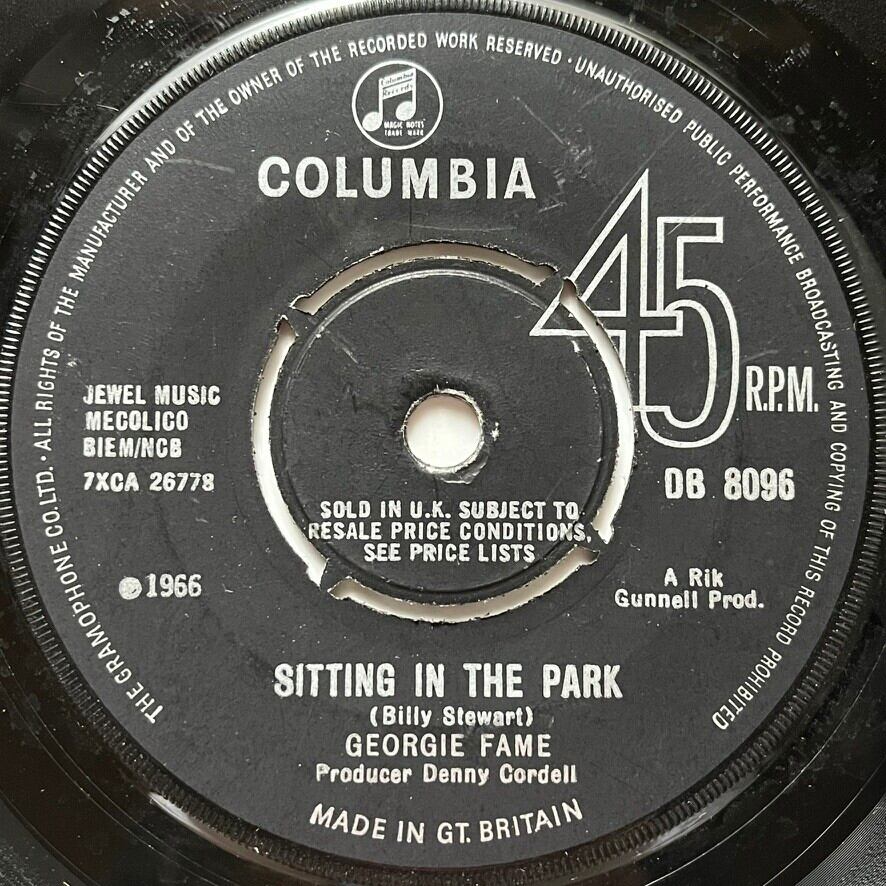 THE GRAMOPHONE CO. LTD. · ALL RIGHTS OF THE MANUFACTURER AND OF THE OWNER OF THE RECORDED WORK RESERVED · UNAUTHORISED PUBLIC PERFORMANCE BROADCASTING AND COPYING OF THIS RECORD PROHIBITED
Columbia
Records
MAGIC NOTES
TRADE MARK
COLUMBIA
45
R.P.M.
JEWEL MUSIC
MECOLICO
BIEM/NCB
7XCA 26778
DB 8096
SOLD IN U.K. SUBJECT TO
RESALE PRICE CONDITIONS,
SEE PRICE LISTS
℗1966
A Rik
Gunnell Prod.
SITTING IN THE PARK
(Billy Stewart)
GEORGIE FAME
Producer Denny Cordell
MADE IN GT. BRITAIN